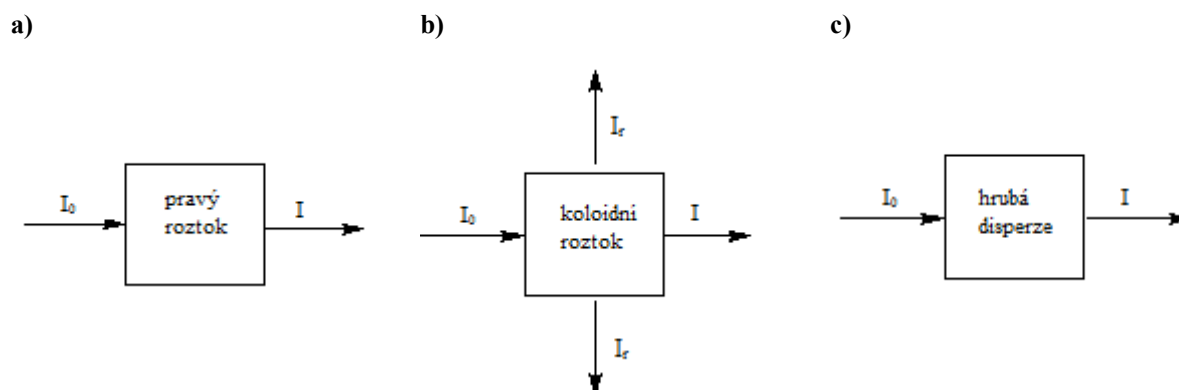 a)
b)
c)
I₀
pravý
roztok
I
Iᵣ
I₀
koloidní
roztok
I
Iᵣ
I₀
hrubá
disperze
I